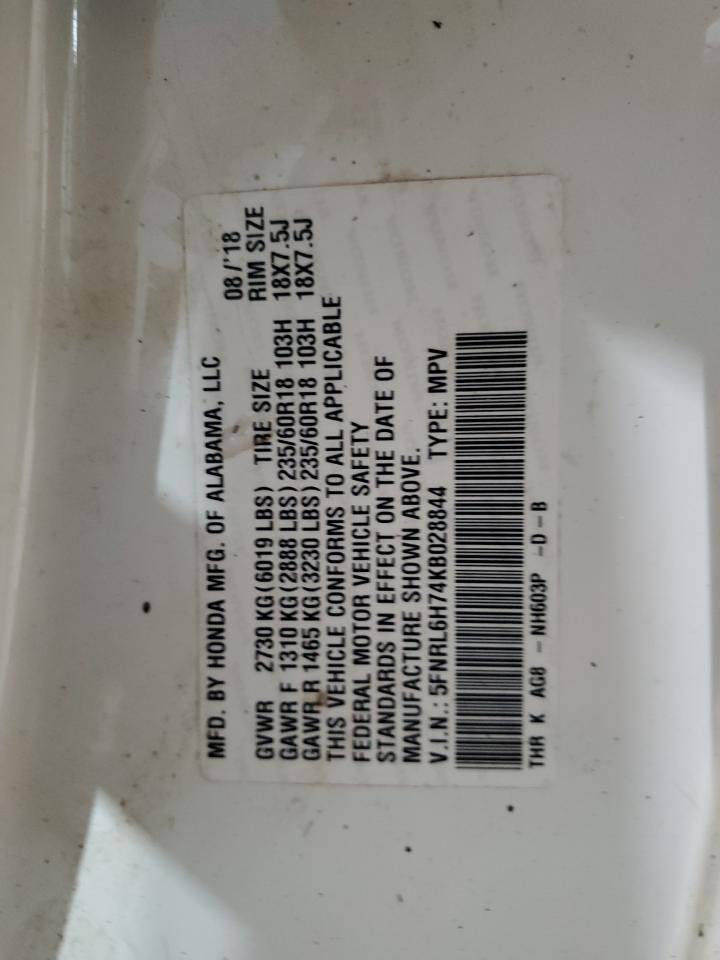 MFD. BY HONDA MFG. OF ALABAMA, LLC 08/'18
GVWR 2730 KG(6019 LBS) TIRE SIZE RIM SIZE
GAWR F 1310 KG(2888 LBS)235/60R18 103H 18X7.5J
GAWR R 1465 KG(3230 LBS)235/60R18 103H 18X7.5J
THIS VEHICLE CONFORMS TO ALL APPLICABLE
FEDERAL MOTOR VEHICLE SAFETY
STANDARDS IN EFFECT ON THE DATE OF
MANUFACTURE SHOWN ABOVE.
V.I.N.: 5FNRL6H74KB028844 TYPE: MPV
THR K AG8 - NH603P -D-B